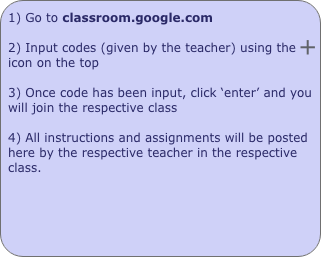 1) Go to classroom.google.com
2) Input codes (given by the teacher) using the +
icon on the top
3) Once code has been input, click ‘enter’ and you
will join the respective class
4) All instructions and assignments will be posted
here by the respective teacher in the respective
class.